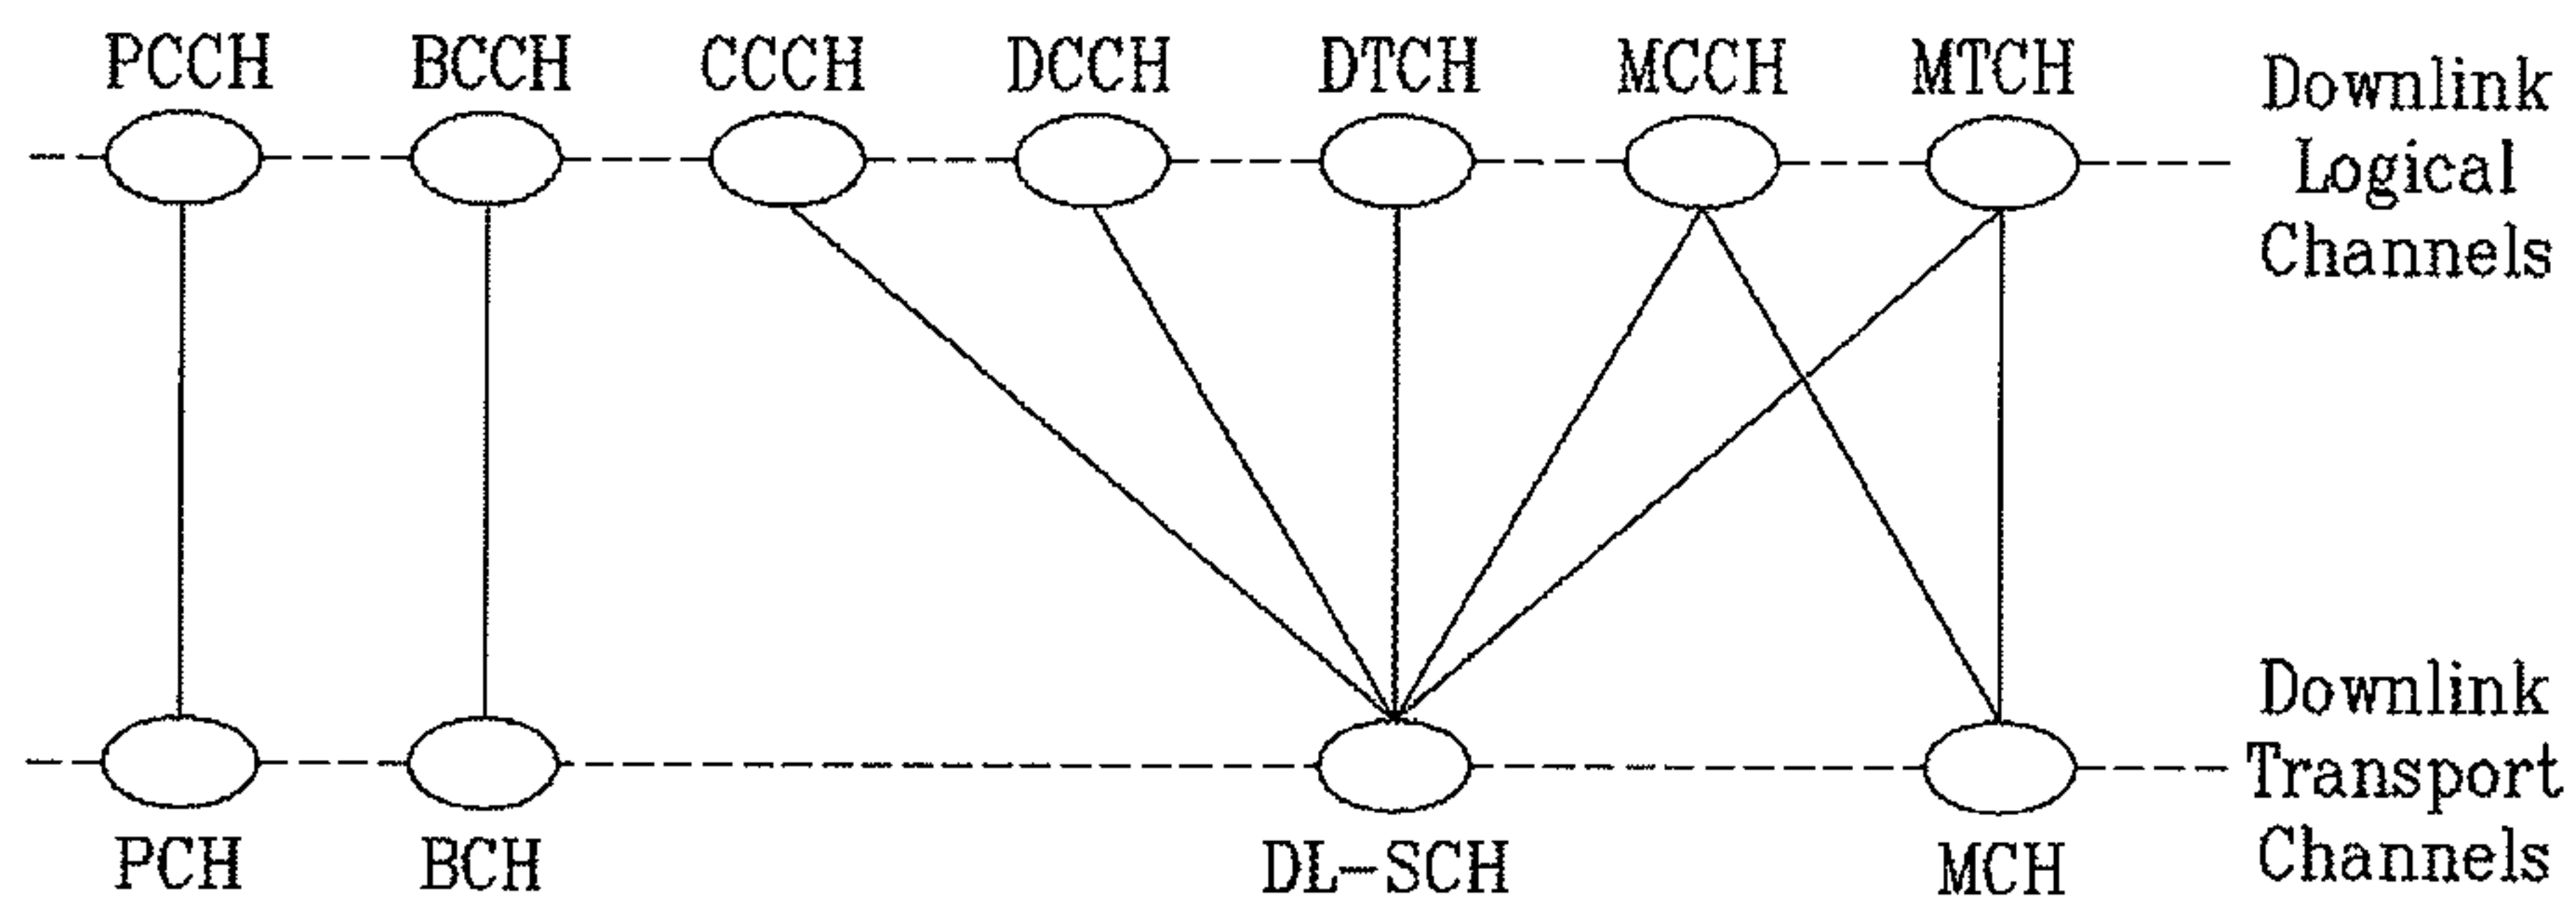 PCCH BCCH CCCH DCCH DTCH MCCH MTCH
Downlink
Logical
Channels
Downlink
Transport
Channels
PCH BCH DL-SCH MCH